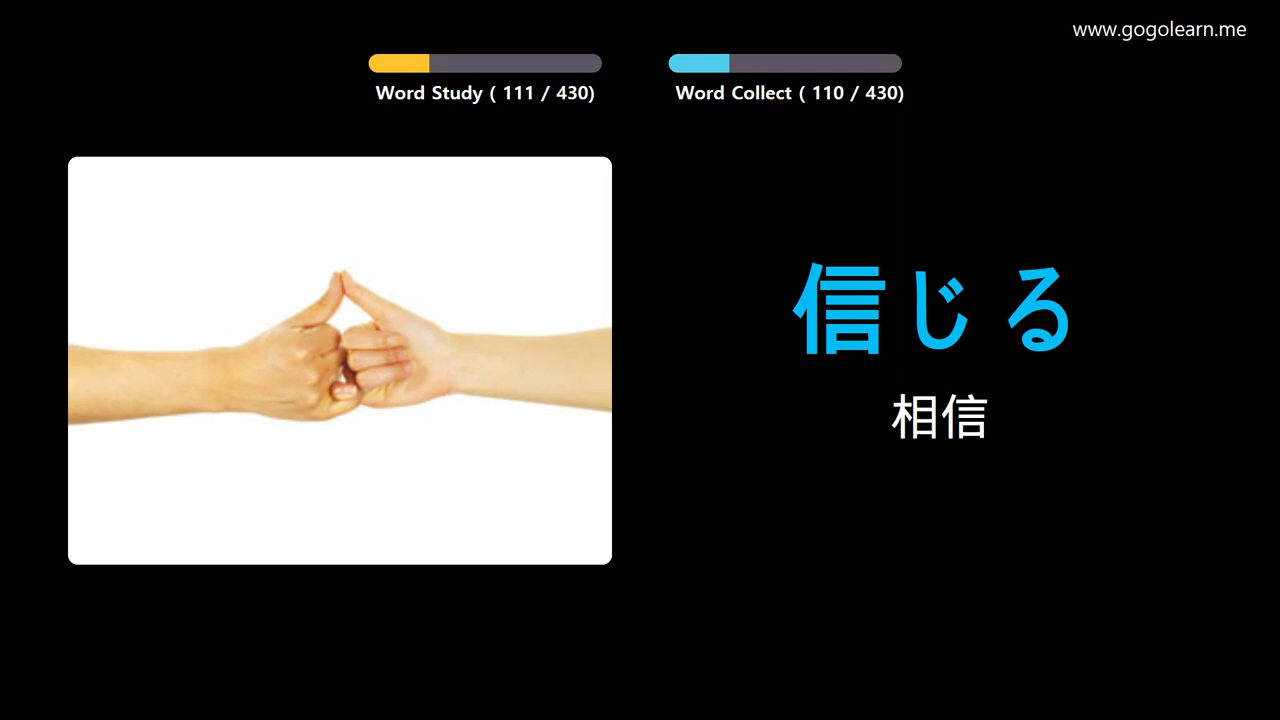 www.gogolearn.me
Word Study ( 111 / 430)
Word Collect ( 110 / 430)
信じる
相信